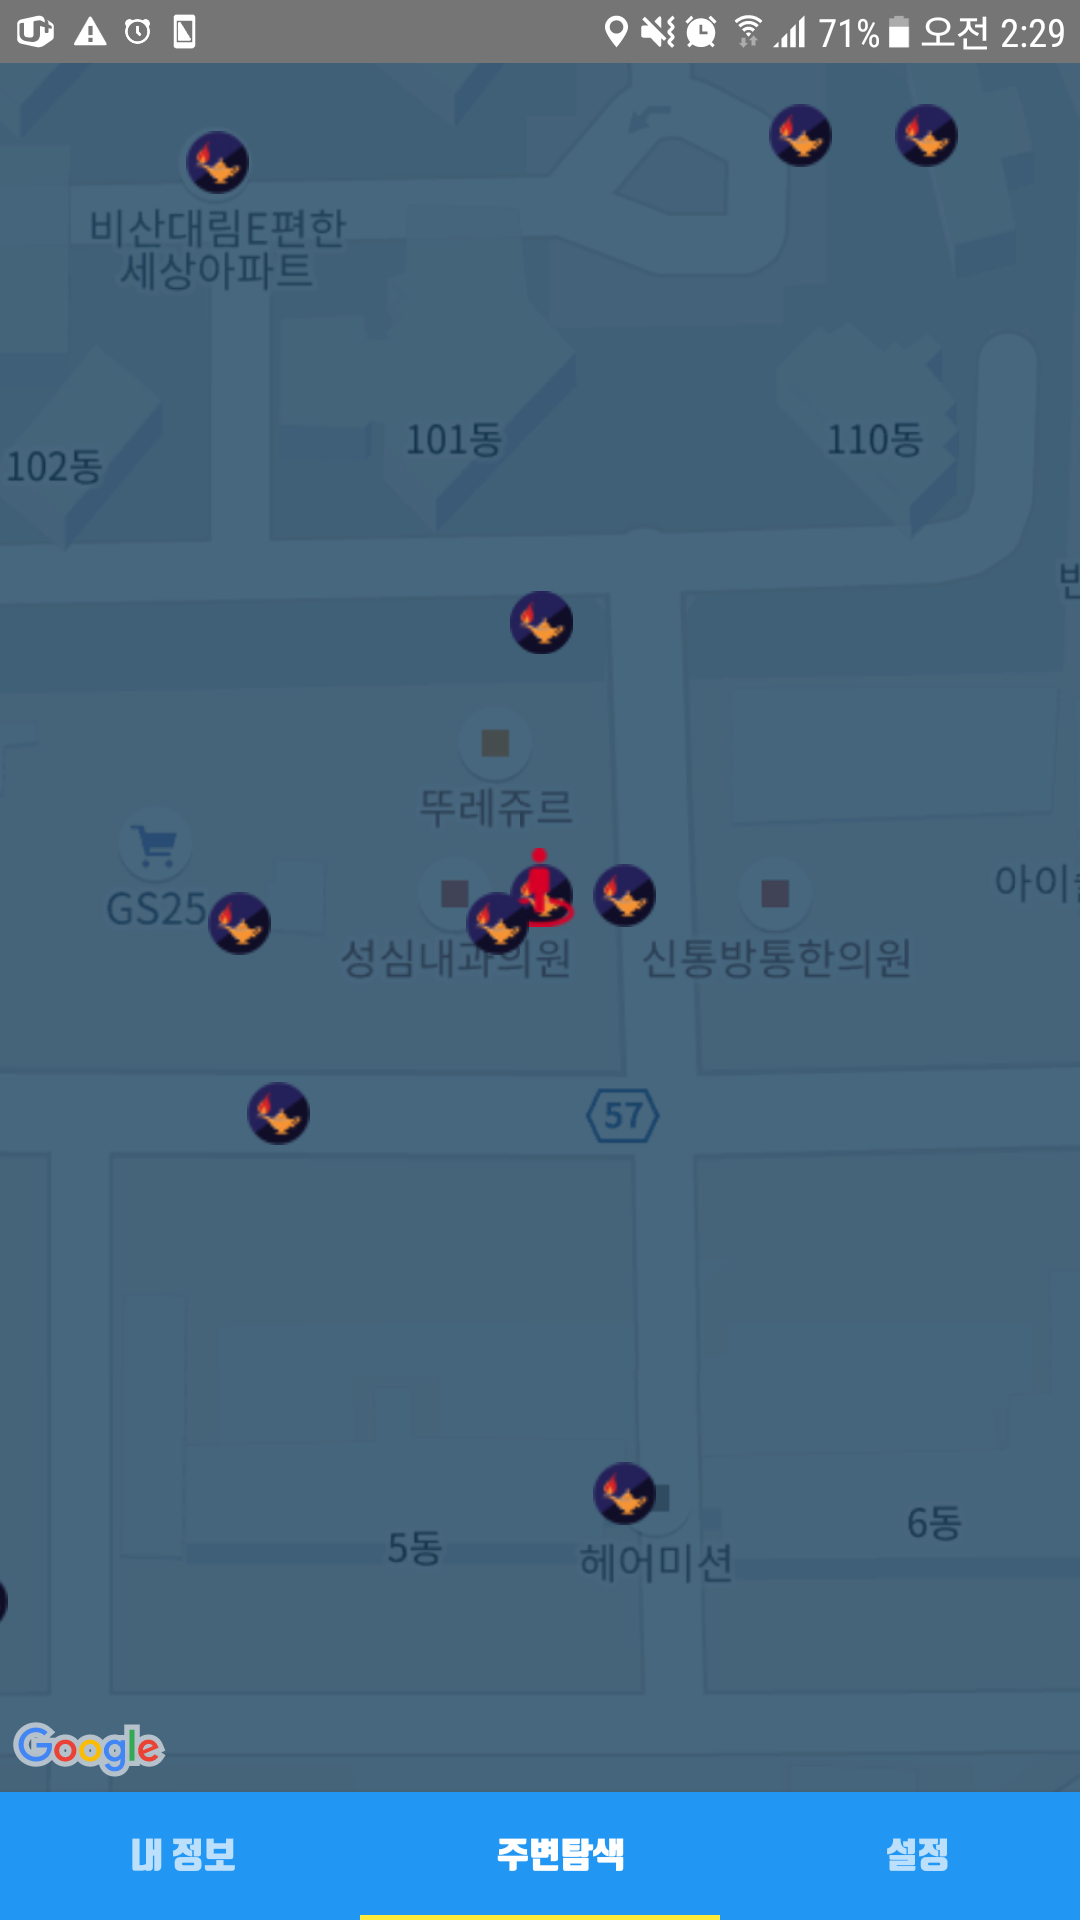 71% 오전 2:29
비산대림E편한
세상아파트
101동
110동
102동
뚜레쥬르
GS25
아이
성심내과의원
신통방통한의원
57
6동
5동
헤어미션
Google
내 정보
주변탐색
설정